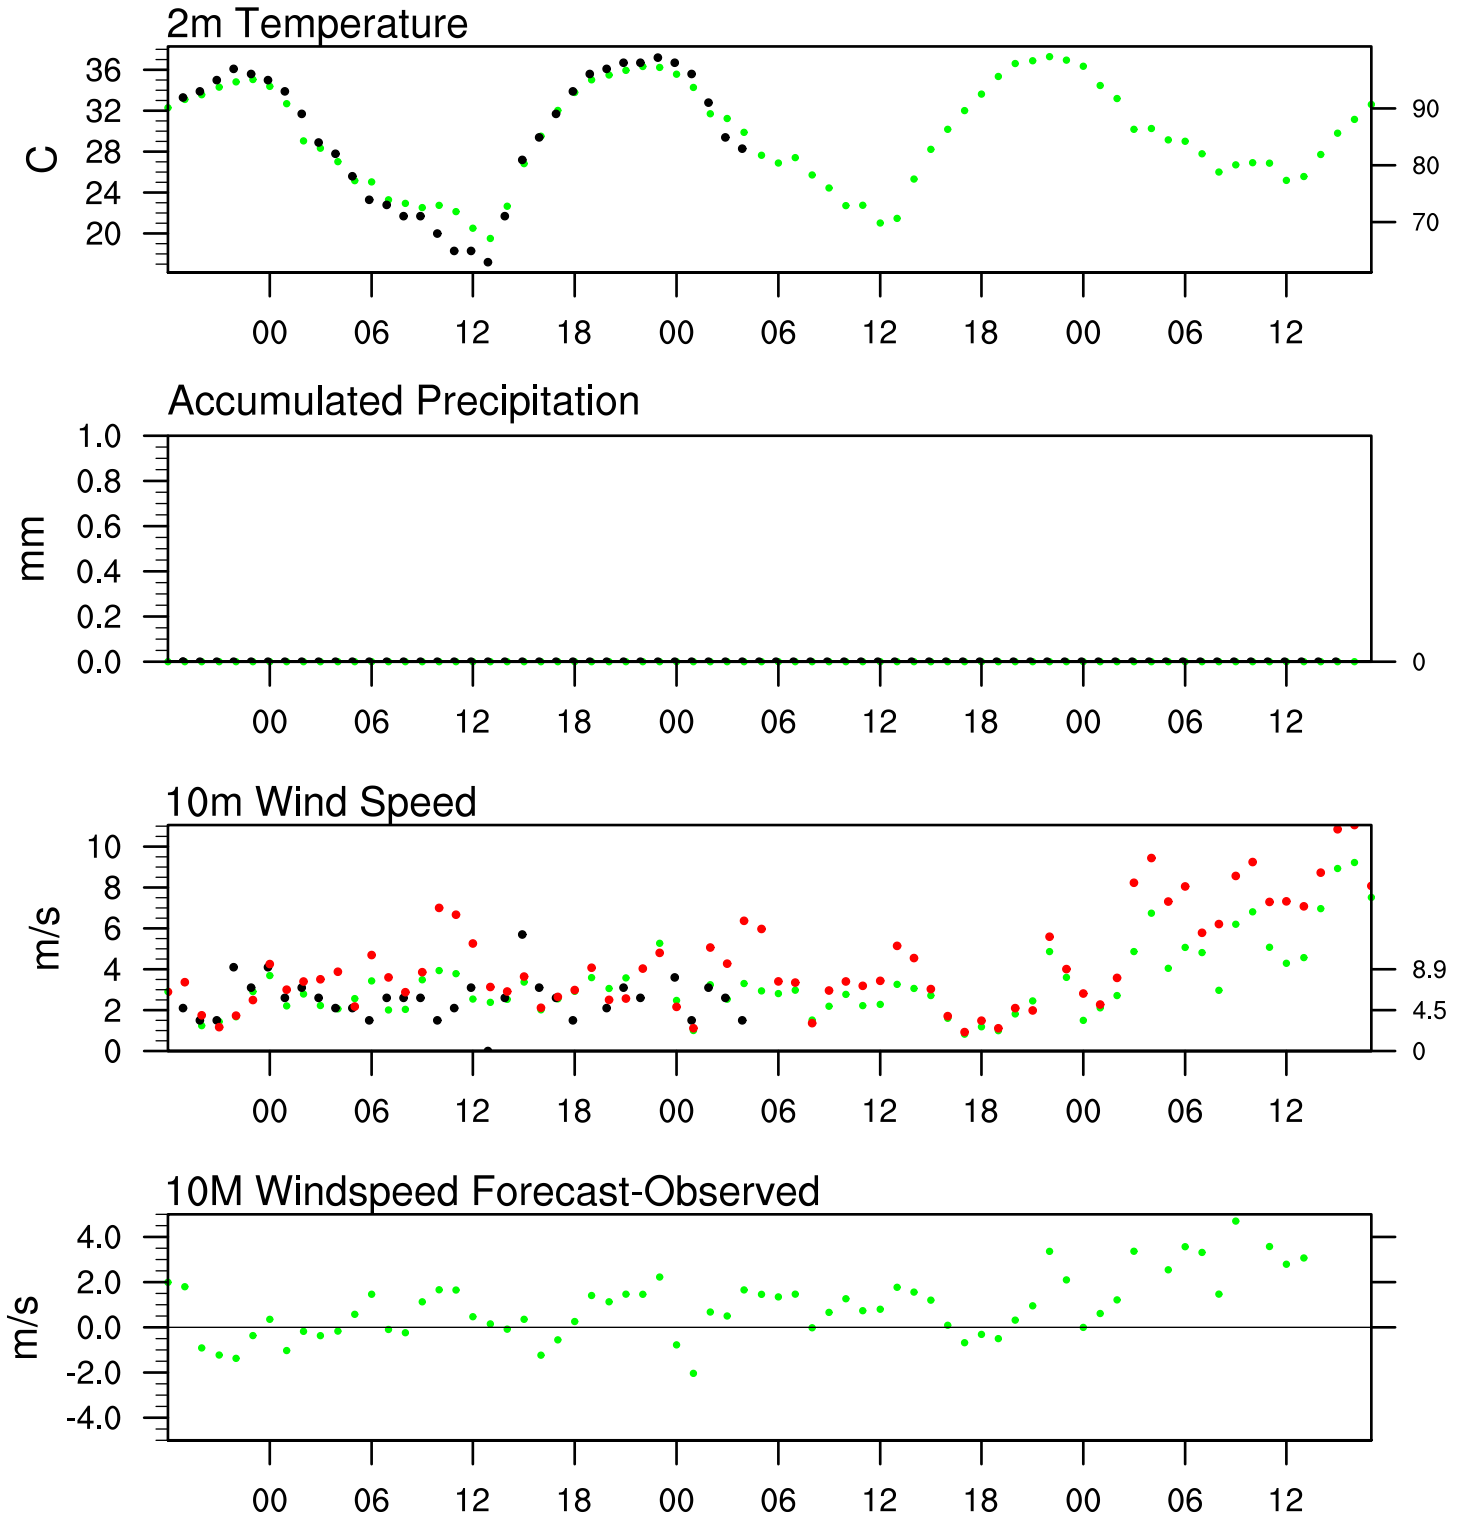 2m Temperature
36
32
28
24
20
C
90
80
70
00 06 12 18 00 06 12 18 00 06 12
Accumulated Precipitation
1.0
0.8
0.6
0.4
0.2
0.0
mm
0
00 06 12 18 00 06 12 18 00 06 12
10m Wind Speed
10
8
6
4
2
0
m/s
8.9
4.5
0
00 06 12 18 00 06 12 18 00 06 12
10M Windspeed Forecast-Observed
4.0
2.0
0.0
-2.0
-4.0
m/s
00 06 12 18 00 06 12 18 00 06 12